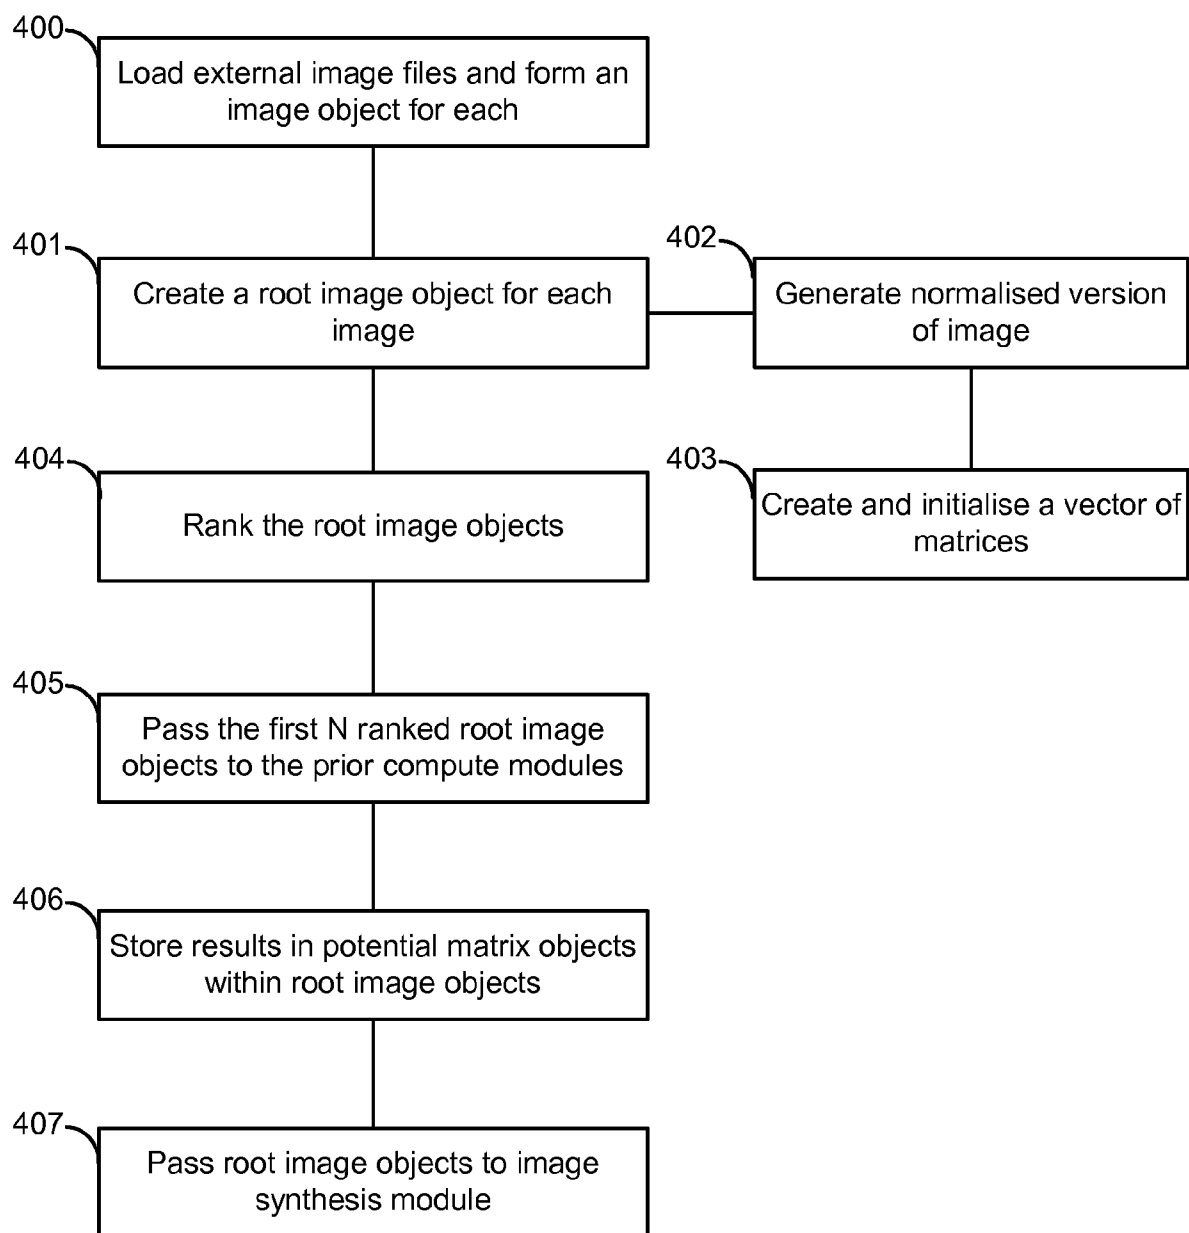 400
Load external image files and form an
image object for each
401
Create a root image object for each
image
402
Generate normalised version
of image
404
Rank the root image objects
403
Create and initialise a vector of
matrices
405
Pass the first N ranked root image
objects to the prior compute modules
406
Store results in potential matrix objects
within root image objects
407
Pass root image objects to image
synthesis module